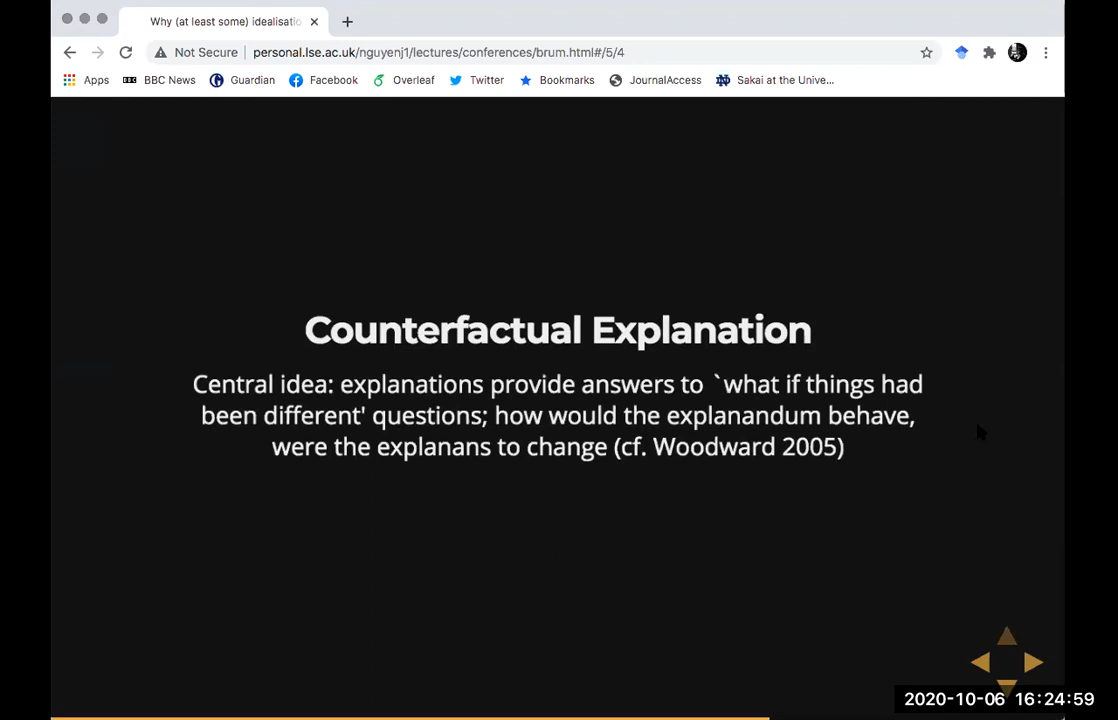 Why (at least some) idealisatio
Not Secure personal.lse.ac.uk/nguyenj1/lectures/conferences/brum.html#/5/4
Apps BBC News Guardian Facebook Overleaf Twitter Bookmarks JournalAccess Sakai at the Unive...
Counterfactual Explanation
Central idea: explanations provide answers to `what if things had
been different' questions; how would the explanandum behave,
were the explanans to change (cf. Woodward 2005)
2020-10-06 16:24:59